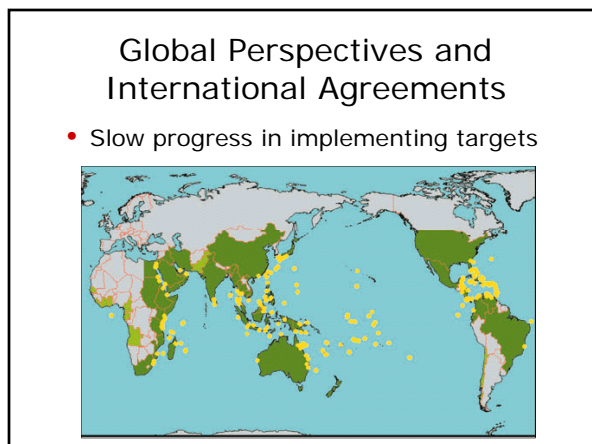 Global Perspectives and
International Agreements
• Slow progress in implementing targets